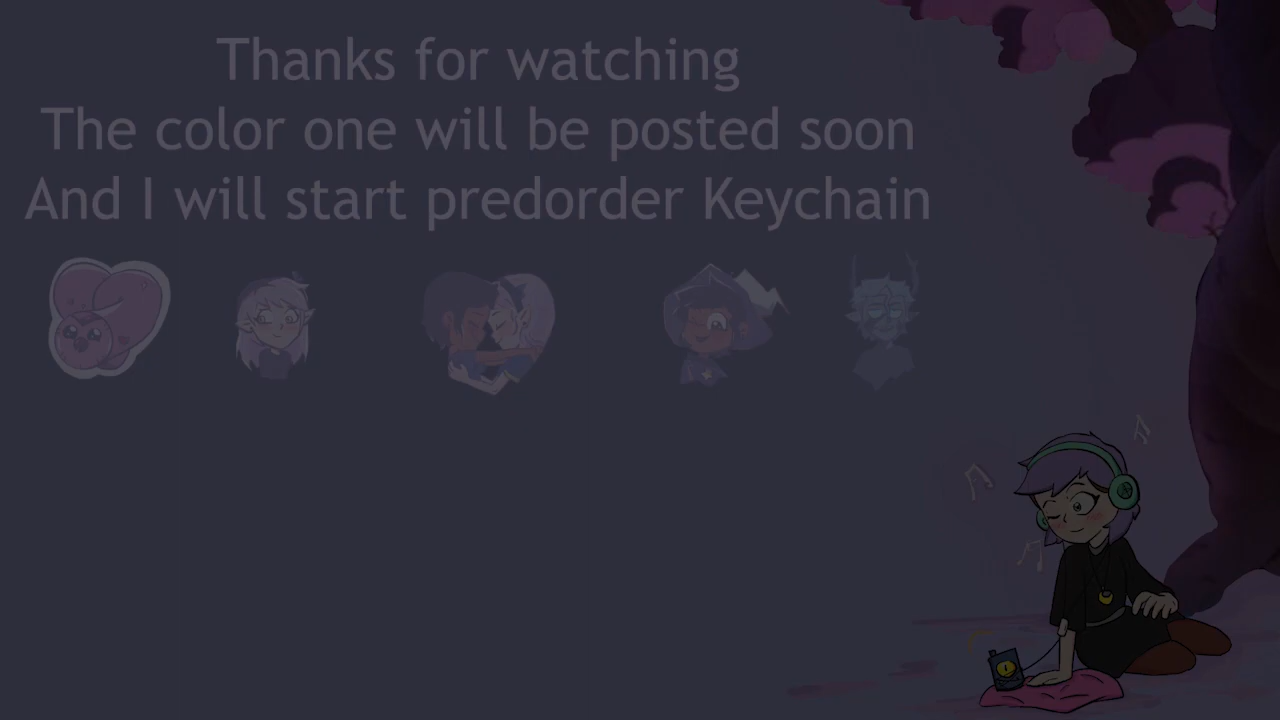 Thanks for watching
The color one will be posted soon
And I will start predorder Keychain